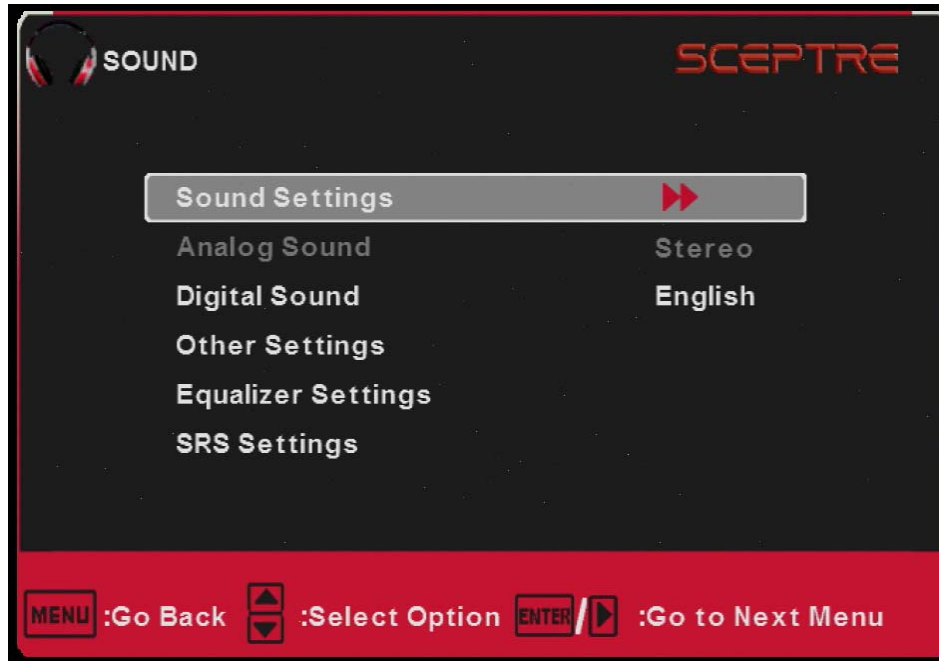 SOUND
SCEPTRE
Sound Settings
Analog Sound Stereo
Digital Sound English
Other Settings
Equalizer Settings
SRS Settings
MENU :Go Back :Select Option ENTER/ :Go to Next Menu